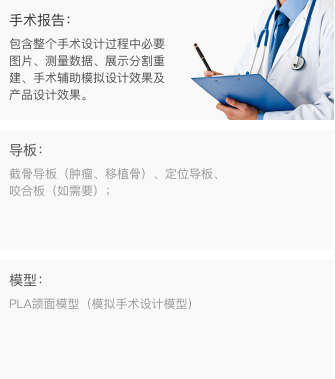 手术报告：
包含整个手术设计过程中必要
图片、测量数据、展示分割重
建、手术辅助模拟设计效果及
产品设计效果。
导板：
截骨导板（肿瘤、移植骨）、定位导板、
咬合板（如需要）；
模型：
PLA颌面模型（模拟手术设计模型）